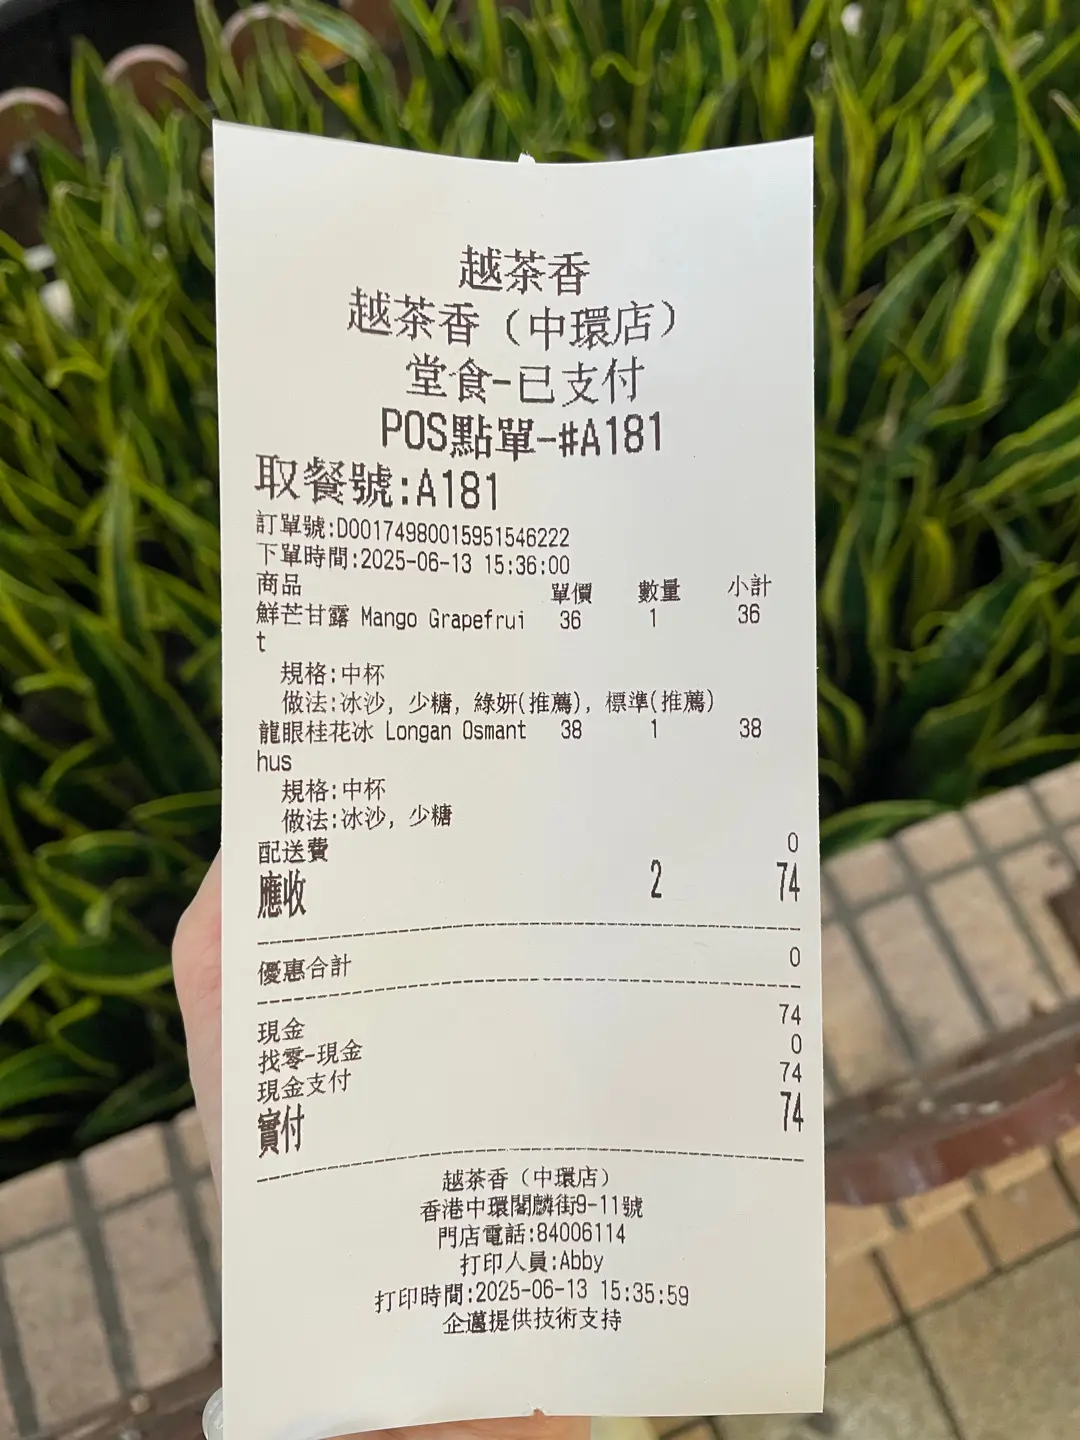 越茶香
越茶香（中環店）
堂食-已支付
POS點單-#A181
取餐號:A181
訂單號:D00174980015951546222
下單時間:2025-06-13 15:36:00
商品 單價 數量 小計
鮮芒甘露 Mango Grapefrui 36 1 36
t
規格:中杯
做法:冰沙, 少糖, 綠妍(推薦), 標準(推薦)
龍眼桂花冰 Longan Osmant 38 1 38
hus
規格:中杯
做法:冰沙, 少糖
配送費 0
應收 2 74
優惠合計 0
現金 74
找零-現金 0
現金支付 74
實付 74
越茶香（中環店）
香港中環閣麟街9-11號
門店電話:84006114
打印人員:Abby
打印時間:2025-06-13 15:35:59
企邁提供技術支持